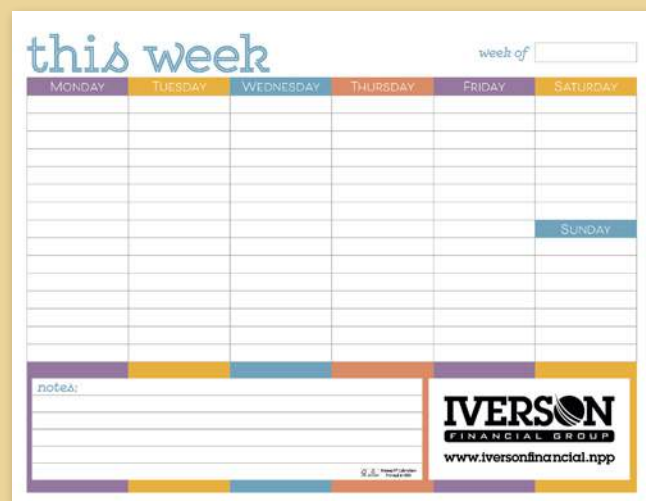 this week
week of
MONDAY TUESDAY WEDNESDAY THURSDAY FRIDAY SATURDAY
SUNDAY
notes:
IVERSON
FINANCIAL GROUP
www.iversonfinancial.npp